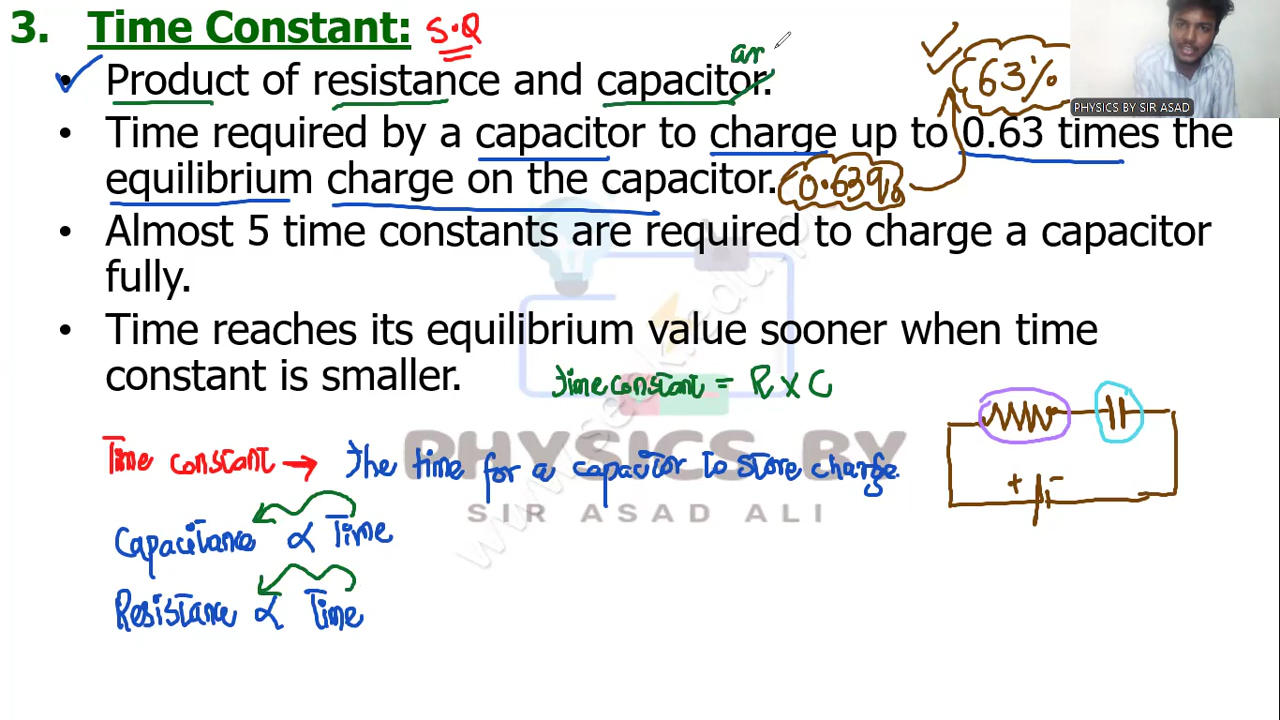 3. Time Constant: S.Q
ar
• Product of resistance and capacitor.
63%
PHYSICS BY SIR ASAD
• Time required by a capacitor to charge up to 0.63 times the
equilibrium charge on the capacitor. 0.63%
• Almost 5 time constants are required to charge a capacitor
fully.
• Time reaches its equilibrium value sooner when time
constant is smaller. time constant = R x C
PHYSICS BY
SIR ASAD ALI
Time constant → The time for a capacitor to store charge
+ -
Capacitance ∝ Time
Resistance ∝ Time